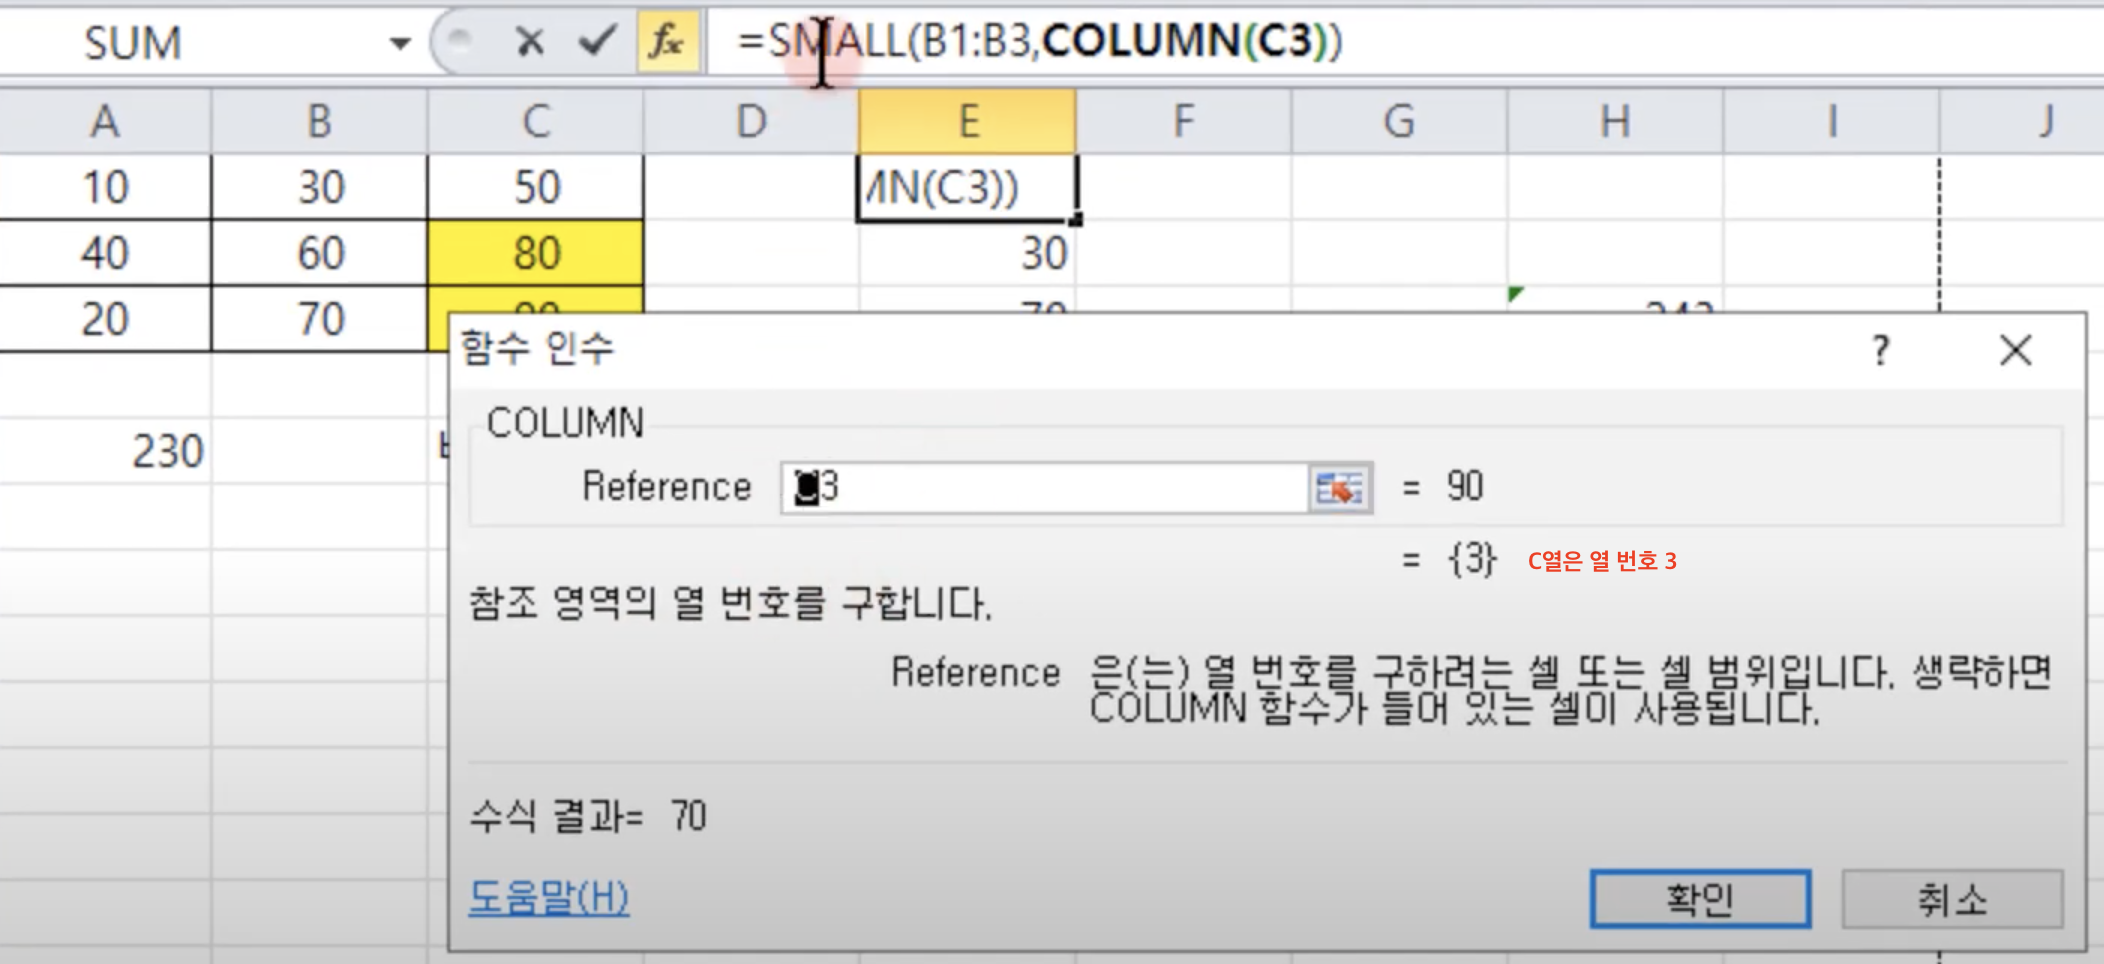 SUM =SMALL(B1:B3,COLUMN(C3))
A B C D E F G H I J
10 30 50 MN(C3))
40 60 80 30
20 70 90 70 243
함수 인수 ?
COLUMN
230
Reference C3 = 90
= {3} C열은 열 번호 3
참조 영역의 열 번호를 구합니다.
Reference 은(는) 열 번호를 구하려는 셀 또는 셀 범위입니다. 생략하면
COLUMN 함수가 들어 있는 셀이 사용됩니다.
수식 결과= 70
도움말(H)
확인 취소